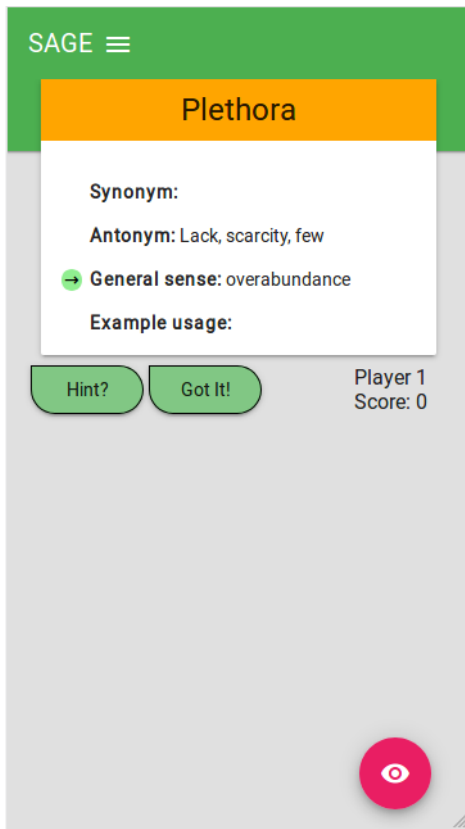 SAGE
Plethora
Synonym:
Antonym: Lack, scarcity, few
→ General sense: overabundance
Example usage:
Hint? Got It! Player 1
Score: 0